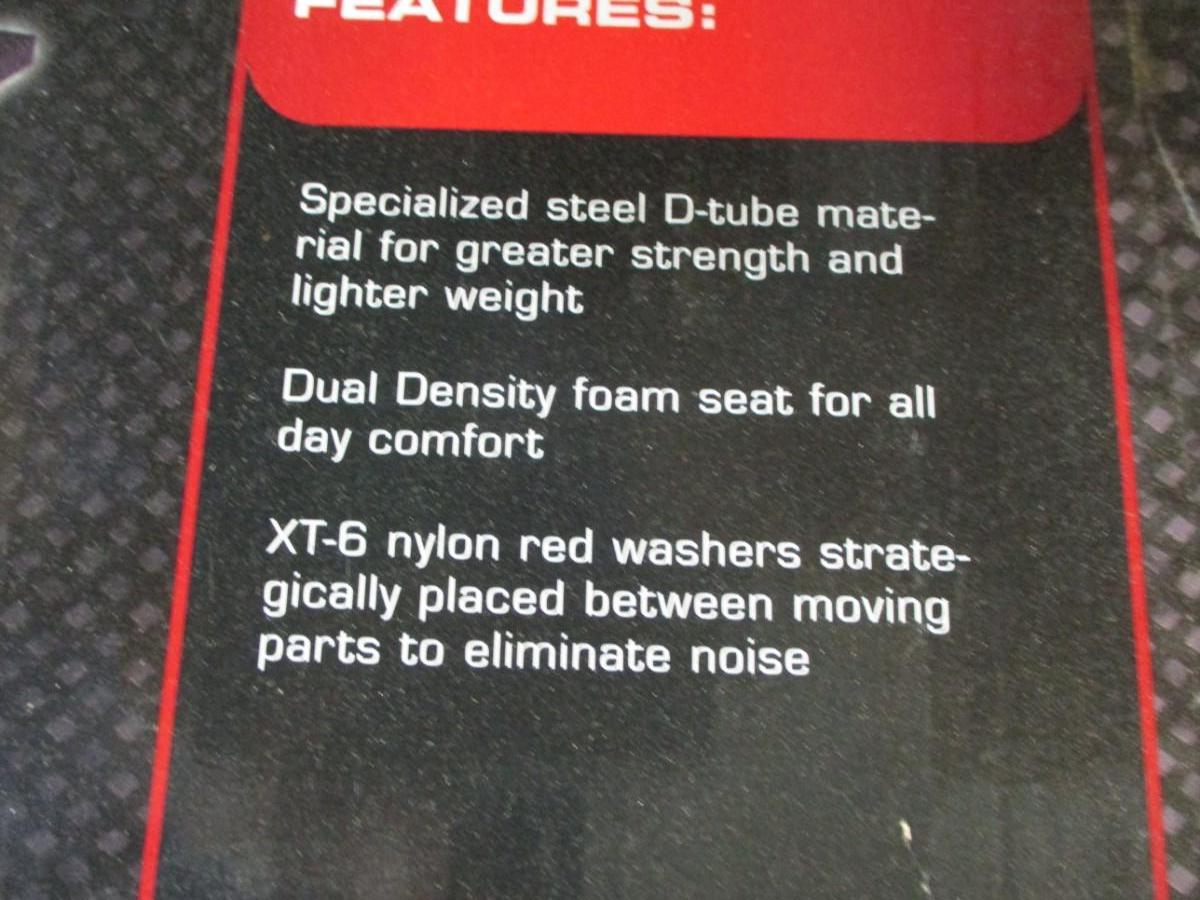 FEATURES:
Specialized steel D-tube mate-
rial for greater strength and
lighter weight
Dual Density foam seat for all
day comfort
XT-6 nylon red washers strate-
gically placed between moving
parts to eliminate noise